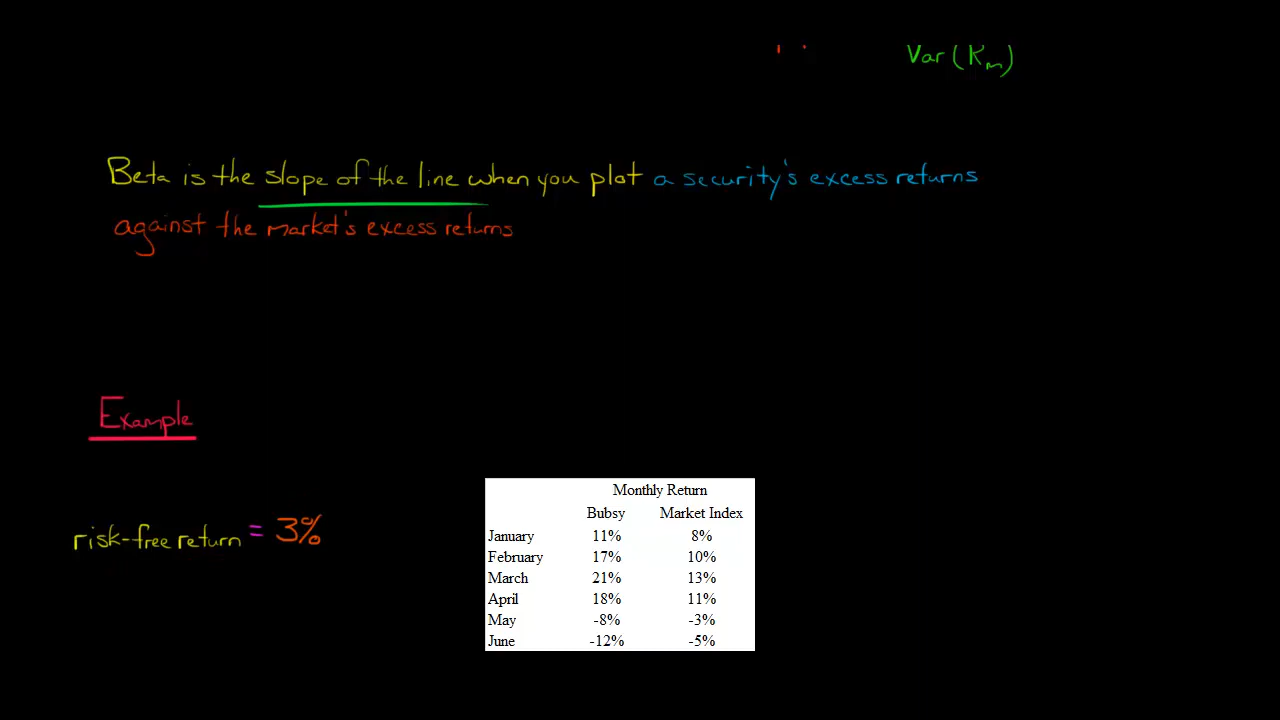 Var(Rm)
Beta is the slope of the line when you plot a security's excess returns
against the market's excess returns
Example
risk-free return = 3%
Monthly Return
Bubsy Market Index
January 11% 8%
February 17% 10%
March 21% 13%
April 18% 11%
May -8% -3%
June -12% -5%